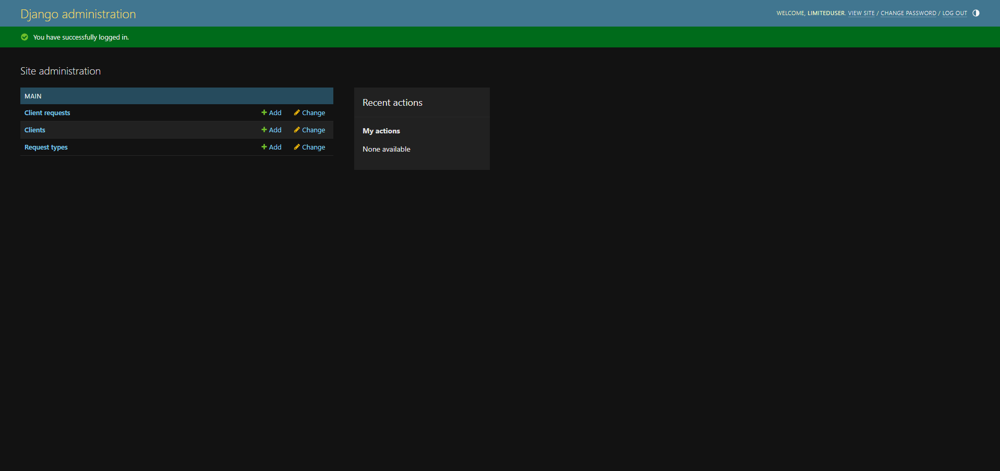 Django administration
WELCOME, LIMITEDUSER. VIEW SITE / CHANGE PASSWORD / LOG OUT
You have successfully logged in.
Site administration
MAIN
Client requests Add Change
Clients Add Change
Request types Add Change
Recent actions
My actions
None available